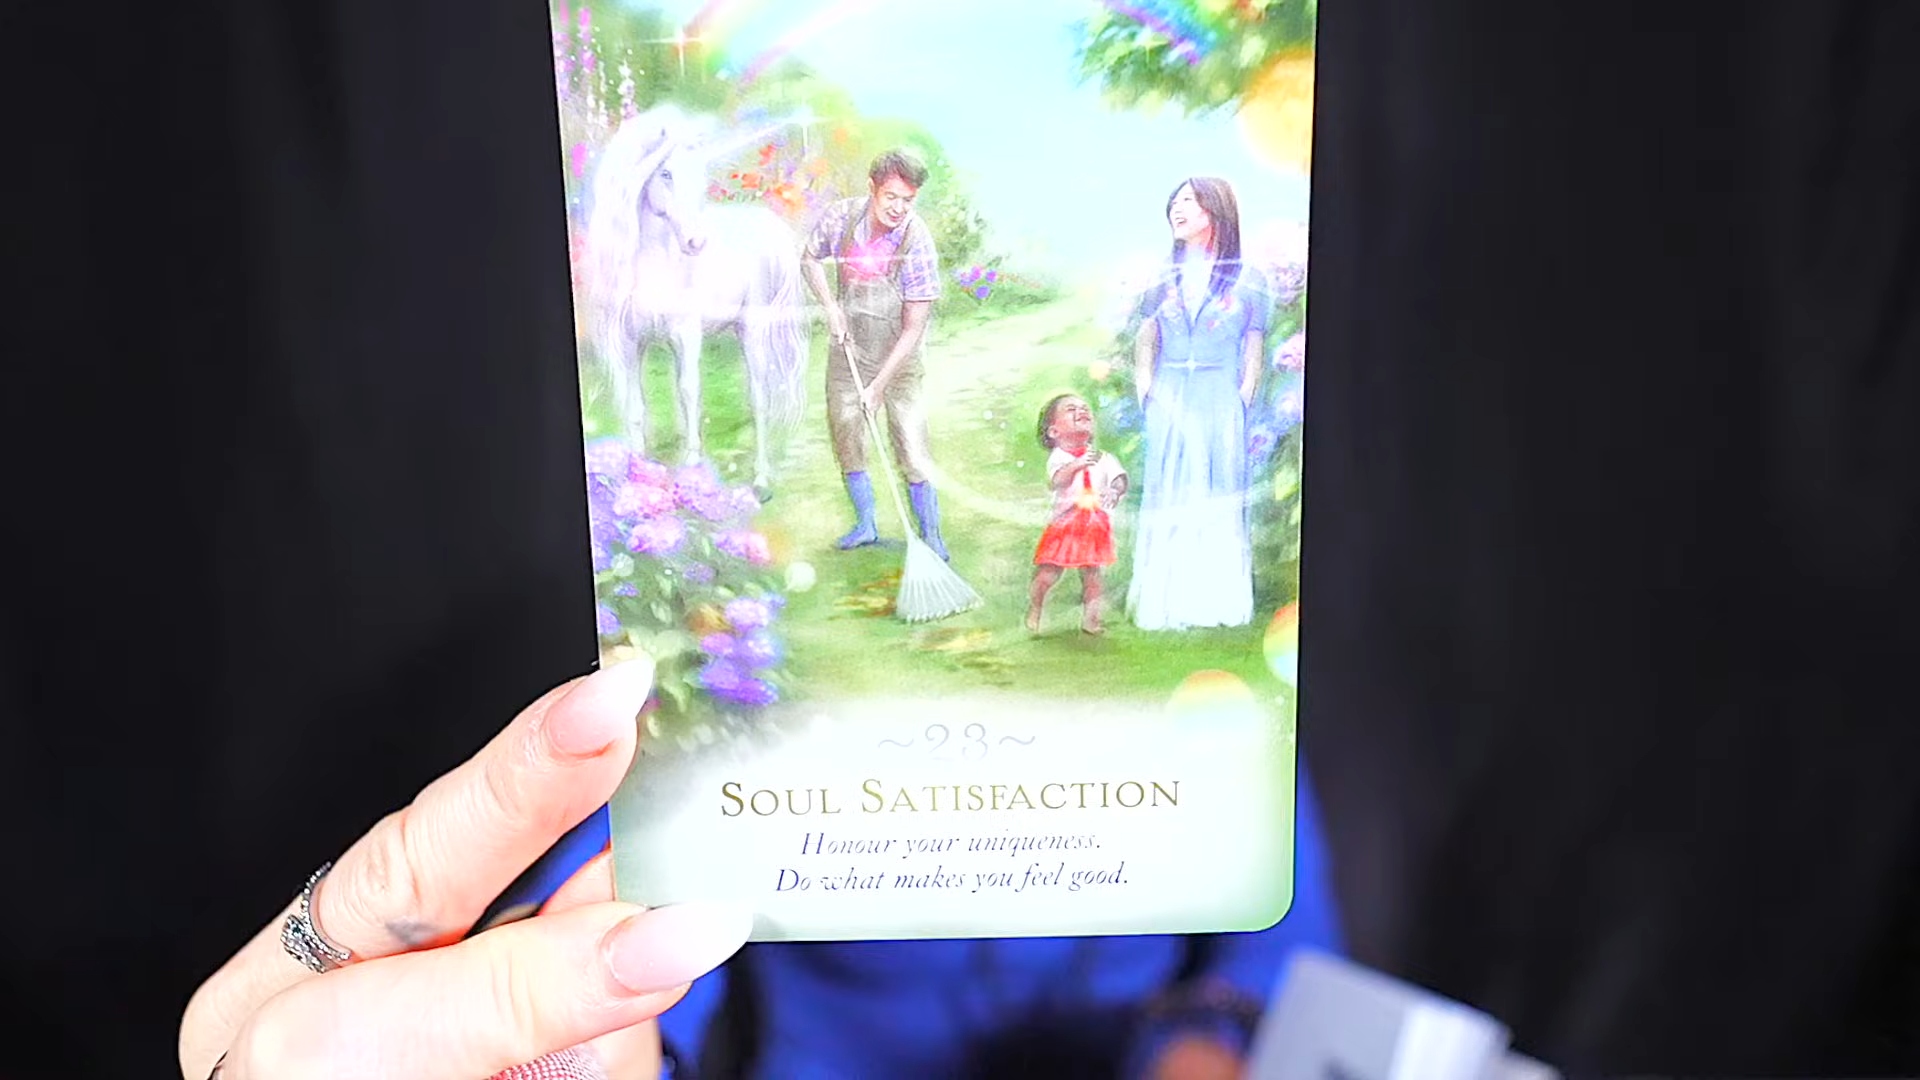 ~23~
SOUL SATISFACTION
Honour your uniqueness.
Do what makes you feel good.